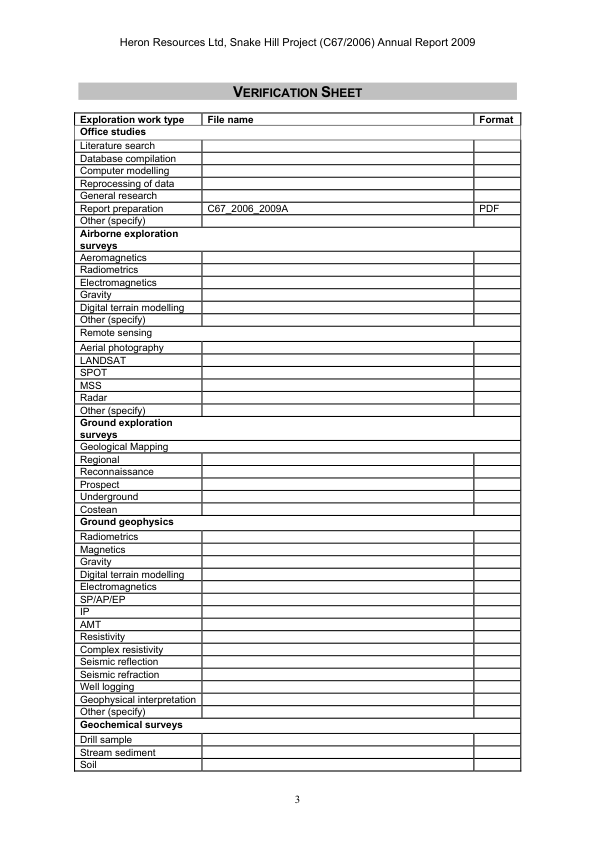 Heron Resources Ltd, Snake Hill Project (C67/2006) Annual Report 2009
VERIFICATION SHEET
Exploration work type File name Format
Office studies
Literature search
Database compilation
Computer modelling
Reprocessing of data
General research
Report preparation C67_2006_2009A PDF
Other (specify)
Airborne exploration
surveys
Aeromagnetics
Radiometrics
Electromagnetics
Gravity
Digital terrain modelling
Other (specify)
Remote sensing
Aerial photography
LANDSAT
SPOT
MSS
Radar
Other (specify)
Ground exploration
surveys
Geological Mapping
Regional
Reconnaissance
Prospect
Underground
Costean
Ground geophysics
Radiometrics
Magnetics
Gravity
Digital terrain modelling
Electromagnetics
SP/AP/EP
IP
AMT
Resistivity
Complex resistivity
Seismic reflection
Seismic refraction
Well logging
Geophysical interpretation
Other (specify)
Geochemical surveys
Drill sample
Stream sediment
Soil
3